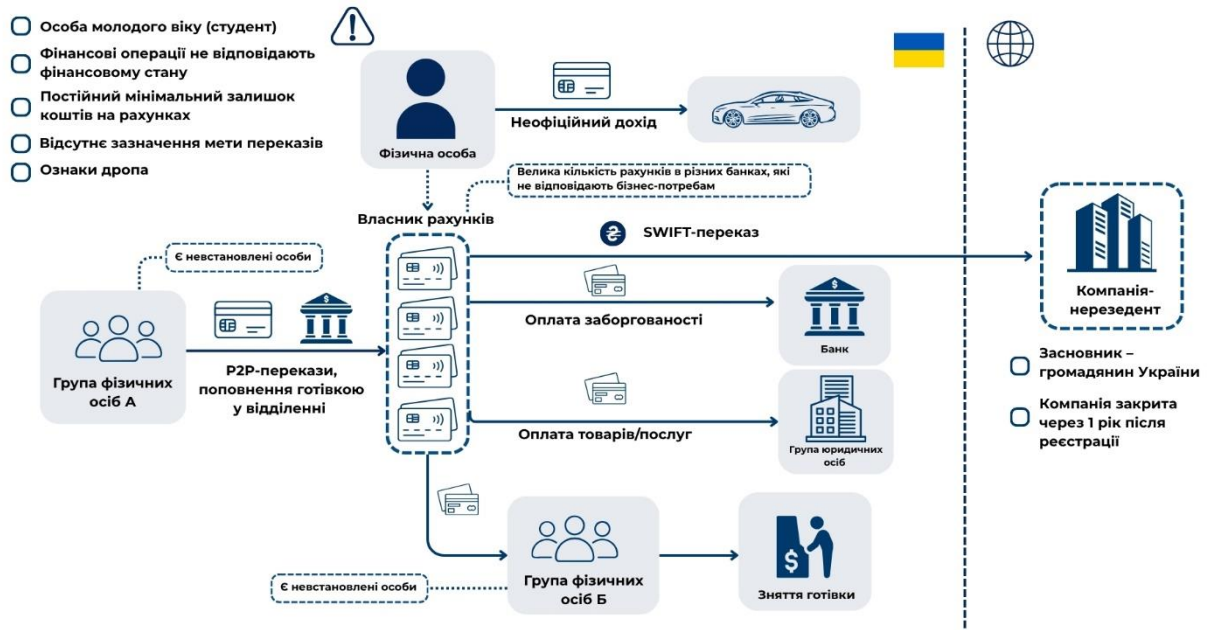 Особа молодого віку (студент)
Фінансові операції не відповідають
фінансовому стану
Постійний мінімальний залишок
коштів на рахунках
Відсутнє зазначення мети переказів
Ознаки дропа
Фізична особа
Неофіційний дохід
Велика кількість рахунків в різних банках, які
не відповідають бізнес-потребам
Власник рахунків
₴
SWIFT-переказ
Є невстановлені особи
Група фізичних
осіб А
P2P-перекази,
поповнення готівкою
у відділенні
Оплата заборгованості
Банк
Оплата товарів/послуг
Група юридичних
осіб
Компанія-
нерезедент
Засновник –
громадянин України
Компанія закрита
через 1 рік після
реєстрації
Є невстановлені особи
Група фізичних
осіб Б
$
Зняття готівки